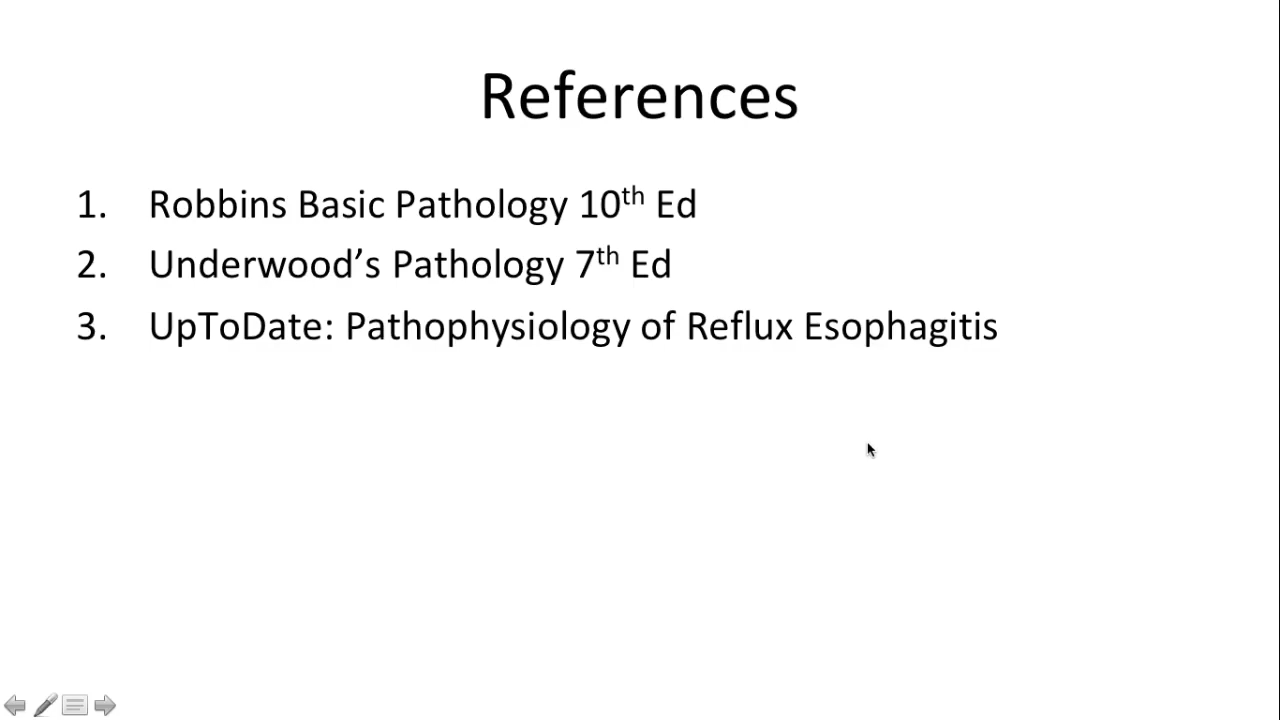 References
1. Robbins Basic Pathology 10th Ed
2. Underwood’s Pathology 7th Ed
3. UpToDate: Pathophysiology of Reflux Esophagitis